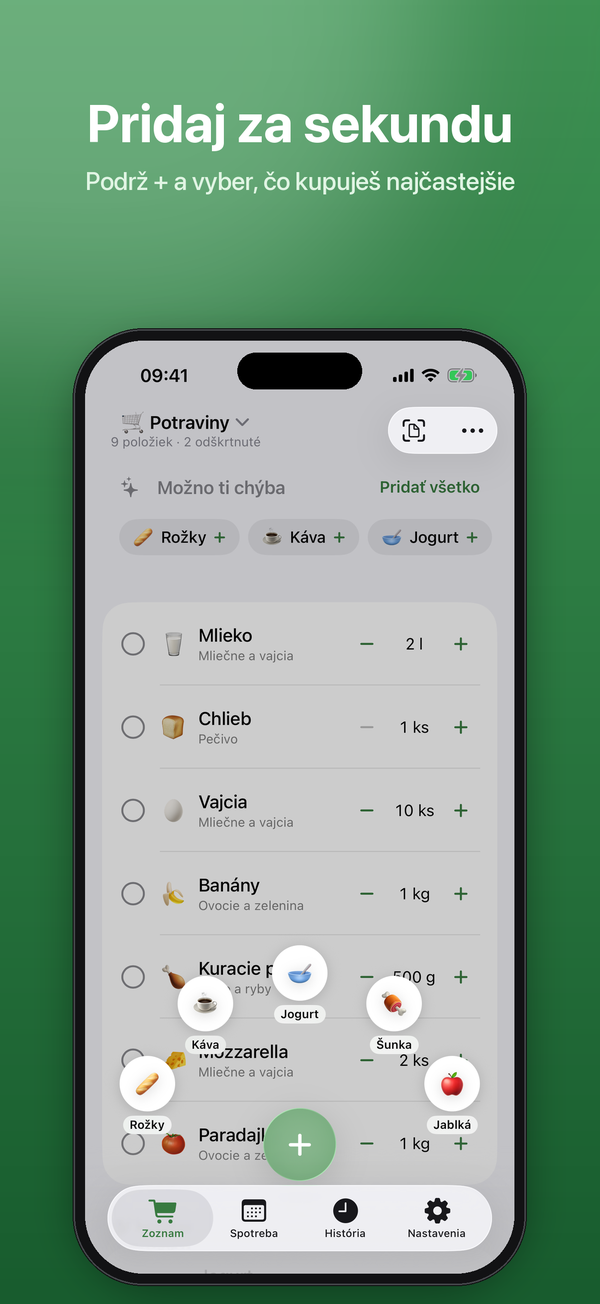 Pridaj za sekundu
Podrž + a vyber, čo kupuješ najčastejšie
09:41
Potraviny
9 položiek · 2 odškrtnuté
Možno ti chýba
Pridať všetko
Rožky +
Káva +
Jogurt +
Mlieko
Mliečne a vajcia
− 2 l +
Chlieb
Pečivo
− 1 ks +
Vajcia
Mliečne a vajcia
− 10 ks +
Banány
Ovocie a zelenina
− 1 kg +
Kuracie
a ryby
− 500 g +
Jogurt
Káva
Šunka
Mozzarella
Mliečne a vajcia
2 ks
Rožky
Jablká
Ovocie a
− 1 kg +
+
Zoznam
Spotreba
História
Nastavenia